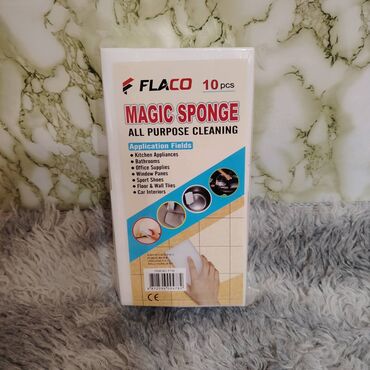 FLACO 10 pcs
MAGIC SPONGE
ALL PURPOSE CLEANING
Application Fields
• Kitchen Appliances
• Bathrooms
• Office Supplies
• Window Panes
• Sport Shoes
• Floor & Wall Tiles
• Car Interiors
CE